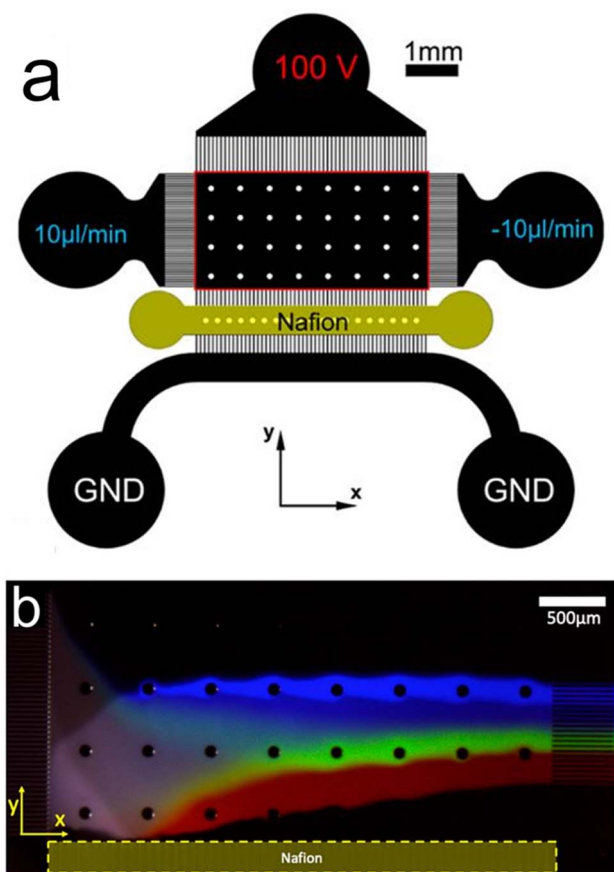 a
100 V
1mm
10µl/min
-10µl/min
Nafion
y
x
GND
GND
b
500µm
y
x
Nafion